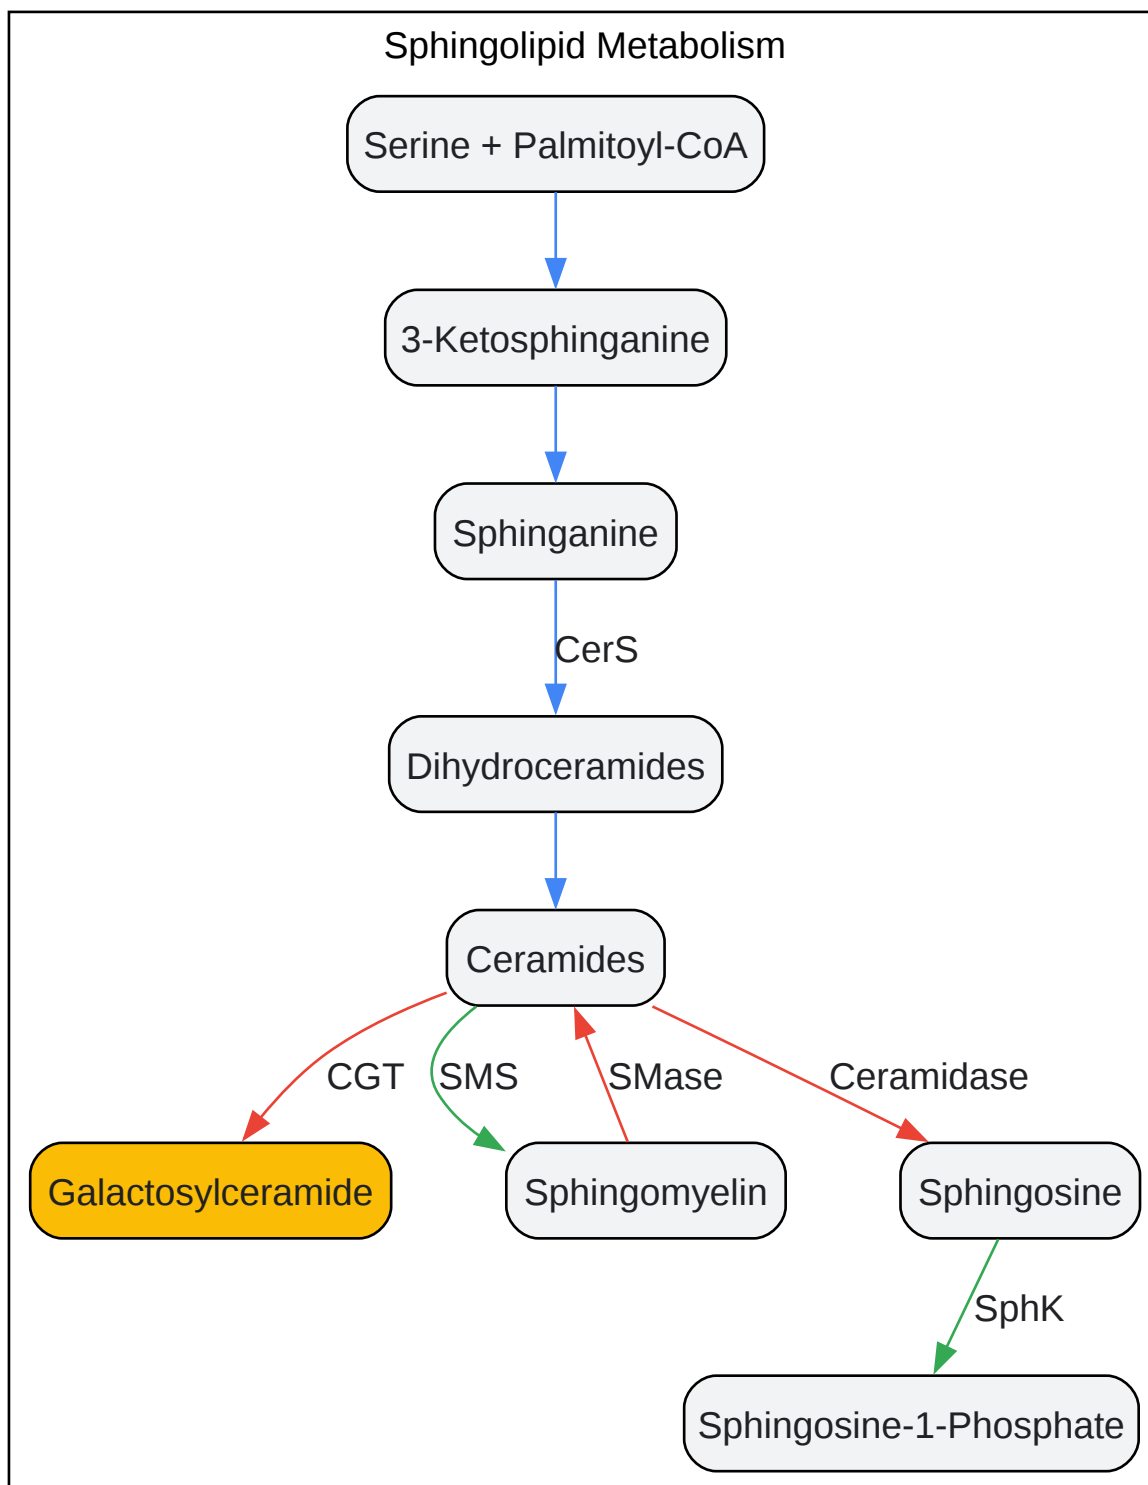 Sphingolipid Metabolism
Serine + Palmitoyl-CoA
3-Ketosphinganine
Sphinganine
CerS
Dihydroceramides
Ceramides
CGT
SMS
SMase
Ceramidase
Galactosylceramide
Sphingomyelin
Sphingosine
SphK
Sphingosine-1-Phosphate